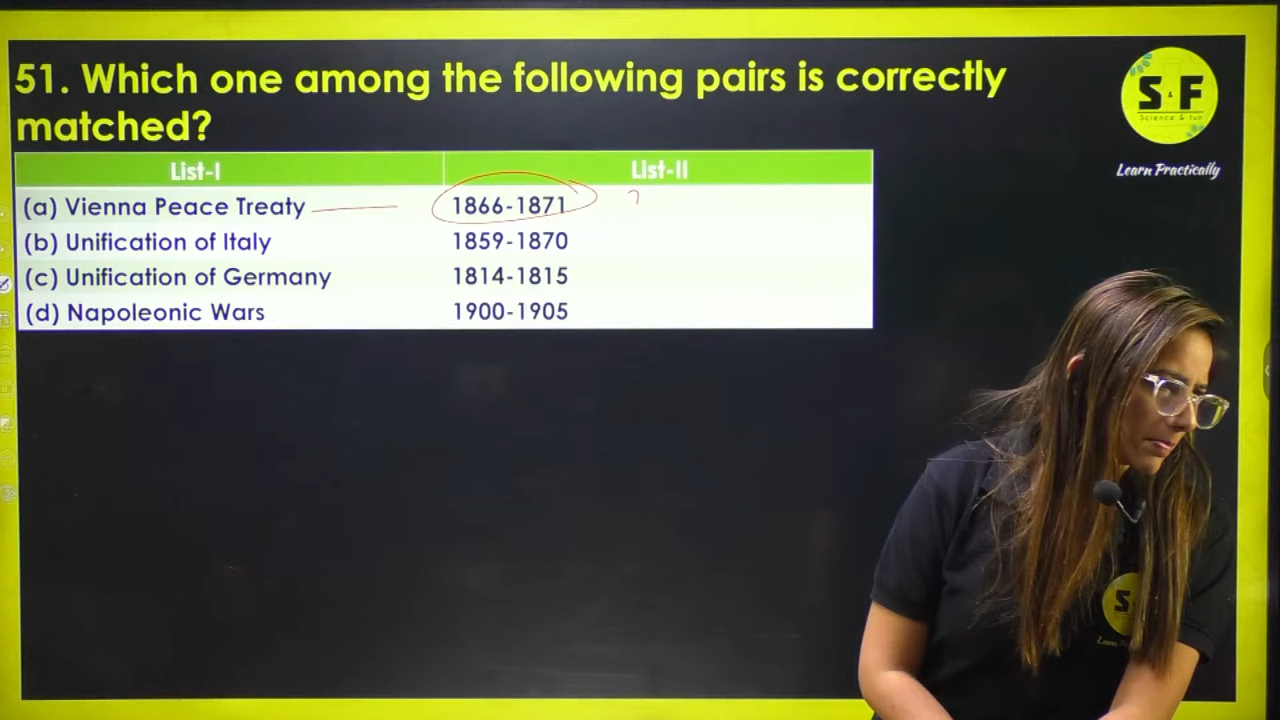 51. Which one among the following pairs is correctly
matched?
List-I List-II
(a) Vienna Peace Treaty 1866-1871 ?
(b) Unification of Italy 1859-1870
(c) Unification of Germany 1814-1815
(d) Napoleonic Wars 1900-1905
S & F
Science & fun
Learn Practically
S